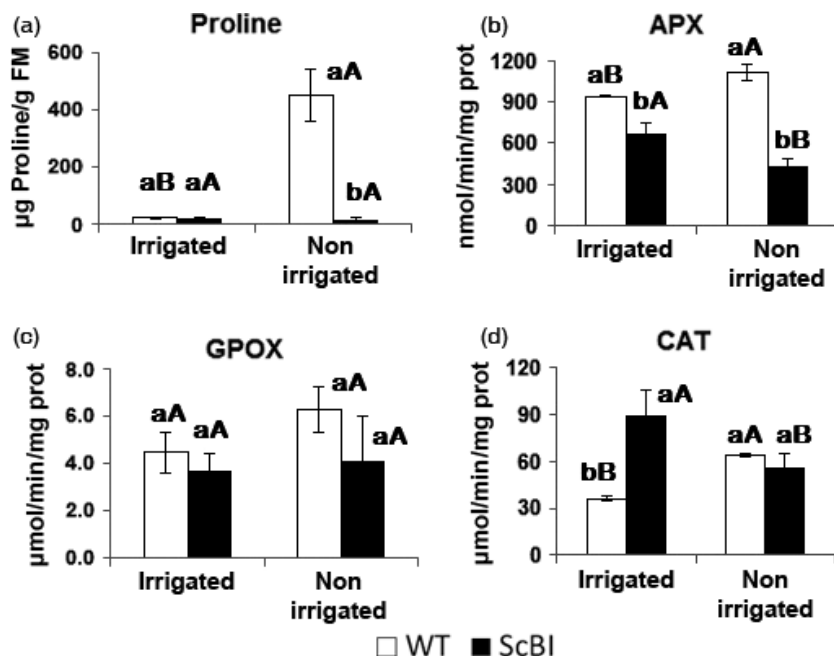 (a) Proline
µg Proline/g FM
600
400
200
0
aB aA
aA
bA
Irrigated Non irrigated
(b) APX
nmol/min/mg prot
1200
900
600
300
0
aB
bA
aA
bB
Irrigated Non irrigated
(c) GPOX
µmol/min/mg prot
8.0
6.0
4.0
2.0
0.0
aA
aA
aA
aA
Irrigated Non irrigated
(d) CAT
µmol/min/mg prot
120
90
60
30
0
bB
aA
aA aB
Irrigated Non irrigated
WT ScBI